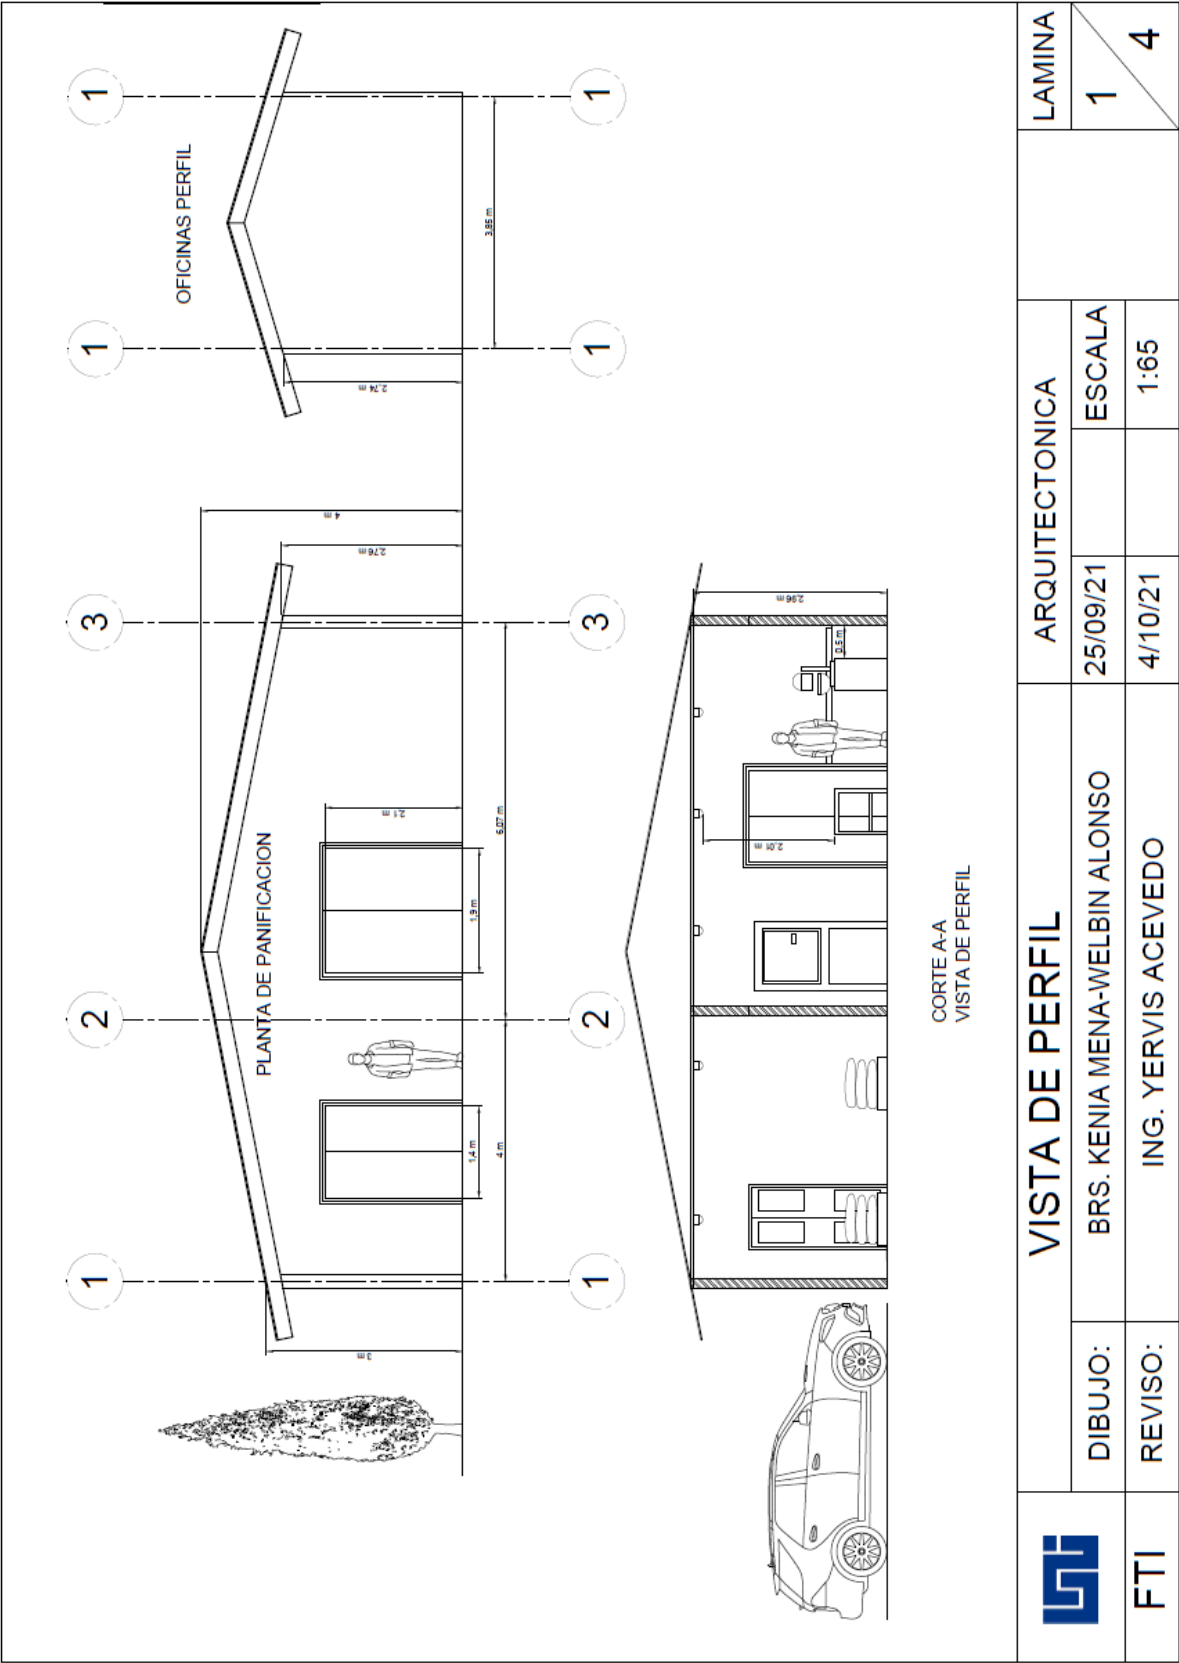 1
2
3
1
1
OFICINAS PERFIL
PLANTA DE PANIFICACION
3 m
2.1 m
2.76 m
4 m
2.74 m
1,4 m
1,9 m
4 m
6,07 m
3,85 m
1
2
3
1
1
2.96 m
0.5 m
2.01 m
CORTE A-A
VISTA DE PERFIL
VISTA DE PERFIL
ARQUITECTONICA
LAMINA
DIBUJO:
BRS. KENIA MENA-WELBIN ALONSO
25/09/21
ESCALA
1
4
FTI
REVISO:
ING. YERVIS ACEVEDO
4/10/21
1:65